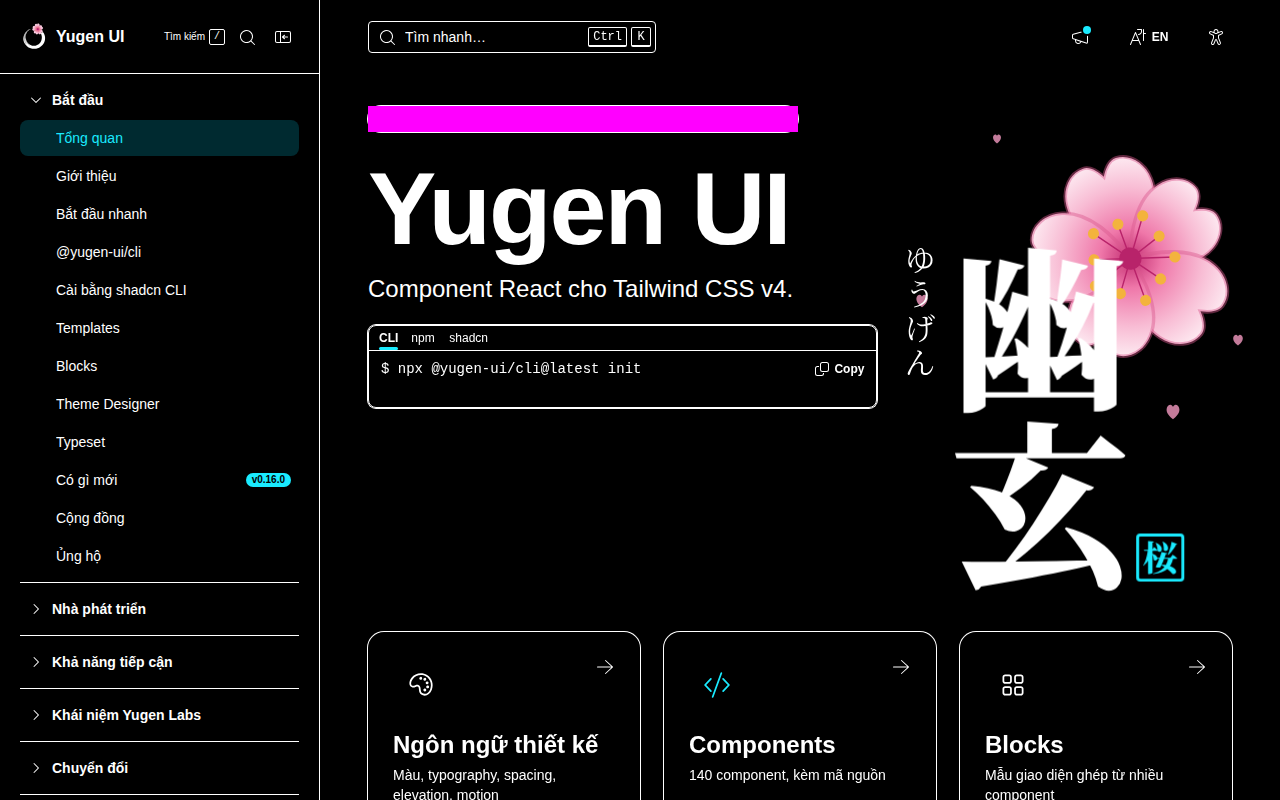 Yugen UI
Tìm kiếm /
Bắt đầu
Tổng quan
Giới thiệu
Bắt đầu nhanh
@yugen-ui/cli
Cài bằng shadcn CLI
Templates
Blocks
Theme Designer
Typeset
Có gì mới
v0.16.0
Cộng đồng
Ủng hộ
Nhà phát triển
Khả năng tiếp cận
Khái niệm Yugen Labs
Chuyển đổi
Tìm nhanh…
Ctrl K
EN
Yugen UI
Component React cho Tailwind CSS v4.
CLI npm shadcn
$ npx @yugen-ui/cli@latest init
Copy
ゆうげん
幽玄
桜
Ngôn ngữ thiết kế
Màu, typography, spacing,
elevation, motion
Components
140 component, kèm mã nguồn
Blocks
Mẫu giao diện ghép từ nhiều
component